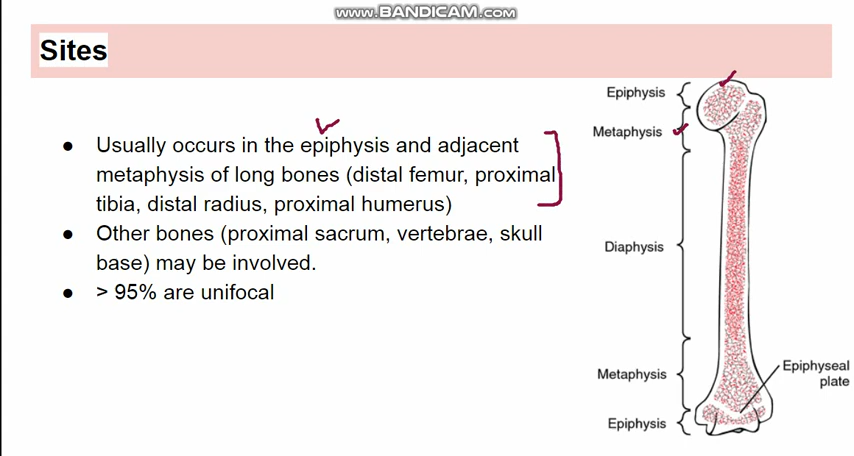 www.BANDICAM.com
Sites
● Usually occurs in the epiphysis and adjacent
metaphysis of long bones (distal femur, proximal
tibia, distal radius, proximal humerus)
● Other bones (proximal sacrum, vertebrae, skull
base) may be involved.
● > 95% are unifocal
Epiphysis
Metaphysis
Diaphysis
Metaphysis
Epiphyseal
plate
Epiphysis